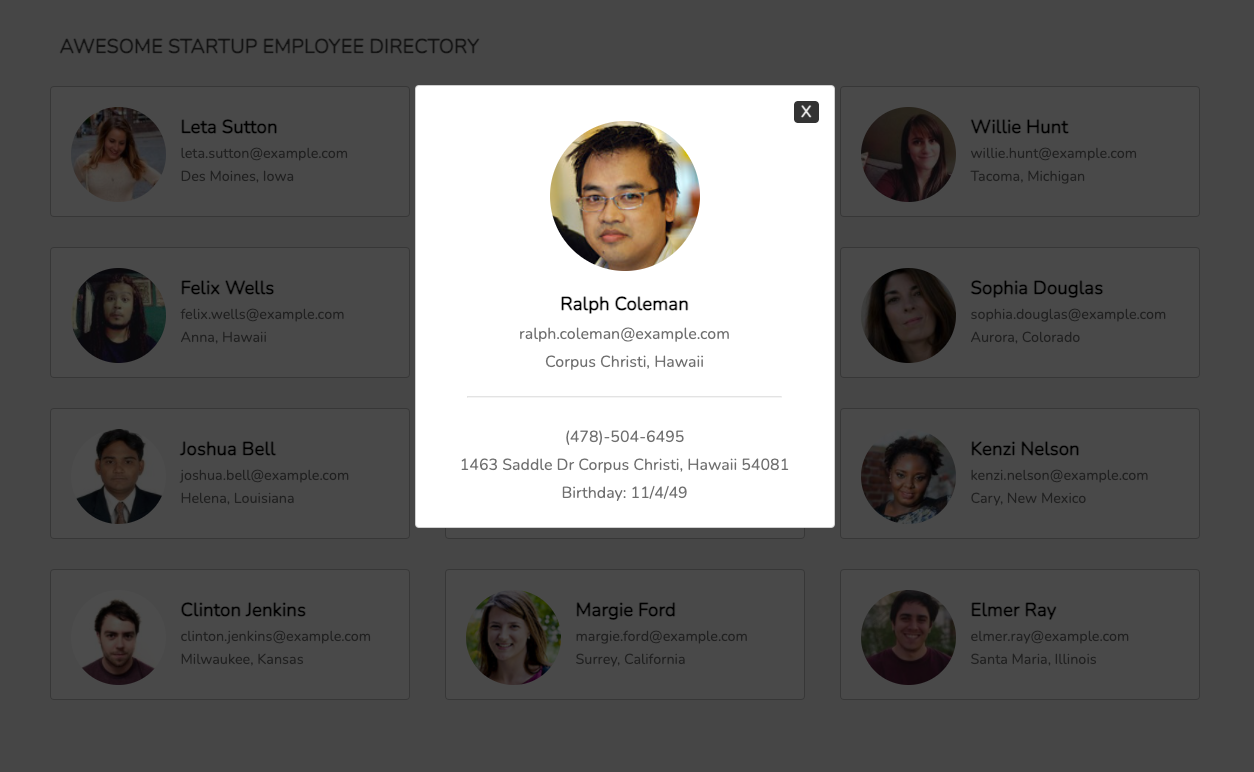 AWESOME STARTUP EMPLOYEE DIRECTORY
Leta Sutton
leta.sutton@example.com
Des Moines, Iowa
X
Ralph Coleman
ralph.coleman@example.com
Corpus Christi, Hawaii
(478)-504-6495
1463 Saddle Dr Corpus Christi, Hawaii 54081
Birthday: 11/4/49
Willie Hunt
willie.hunt@example.com
Tacoma, Michigan
Felix Wells
felix.wells@example.com
Anna, Hawaii
Sophia Douglas
sophia.douglas@example.com
Aurora, Colorado
Joshua Bell
joshua.bell@example.com
Helena, Louisiana
Kenzi Nelson
kenzi.nelson@example.com
Cary, New Mexico
Clinton Jenkins
clinton.jenkins@example.com
Milwaukee, Kansas
Margie Ford
margie.ford@example.com
Surrey, California
Elmer Ray
elmer.ray@example.com
Santa Maria, Illinois